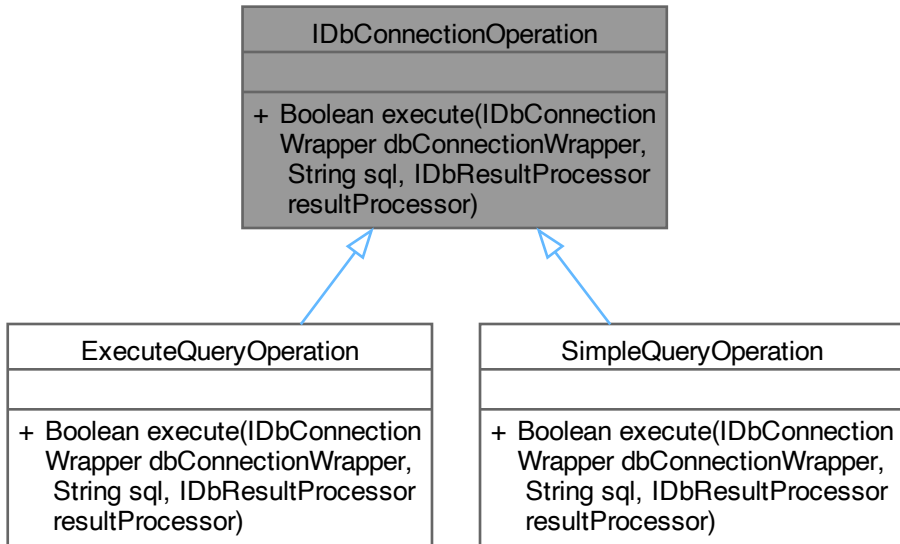 IDbConnectionOperation
+ Boolean execute(IDbConnection
Wrapper dbConnectionWrapper,
String sql, IDbResultProcessor
resultProcessor)
ExecuteQueryOperation
+ Boolean execute(IDbConnection
Wrapper dbConnectionWrapper,
String sql, IDbResultProcessor
resultProcessor)
SimpleQueryOperation
+ Boolean execute(IDbConnection
Wrapper dbConnectionWrapper,
String sql, IDbResultProcessor
resultProcessor)